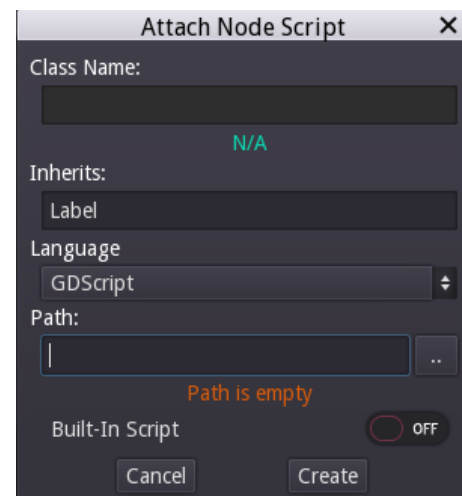 Attach Node Script ×
Class Name:
N/A
Inherits:
Label
Language
GDScript
Path:
..
Path is empty
Built-In Script OFF
Cancel Create